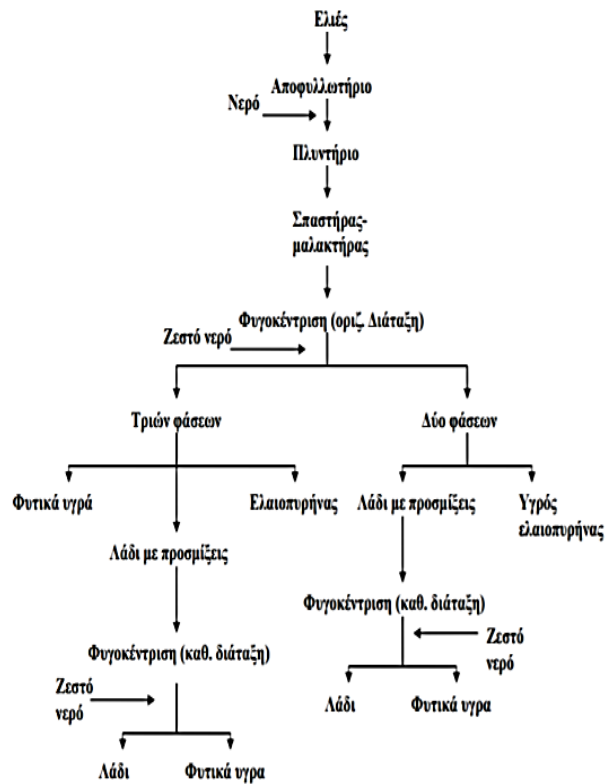 Ελιές
Αποφυλλωτήριο
Νερό
Πλυντήριο
Σπαστήρας-
μαλακτήρας
Φυγοκέντριση (οριζ. Διάταξη)
Ζεστό νερό
Τριών φάσεων
Δύο φάσεων
Φυτικά υγρά
Ελαιοπυρήνας
Λάδι με προσμίξεις
Υγρός
ελαιοπυρήνας
Λάδι με προσμίξεις
Φυγοκέντριση (καθ. διάταξη)
Ζεστό
νερό
Φυγοκέντριση (καθ. διάταξη)
Ζεστό
νερό
Λάδι
Φυτικά υγρα
Λάδι
Φυτικά υγρα